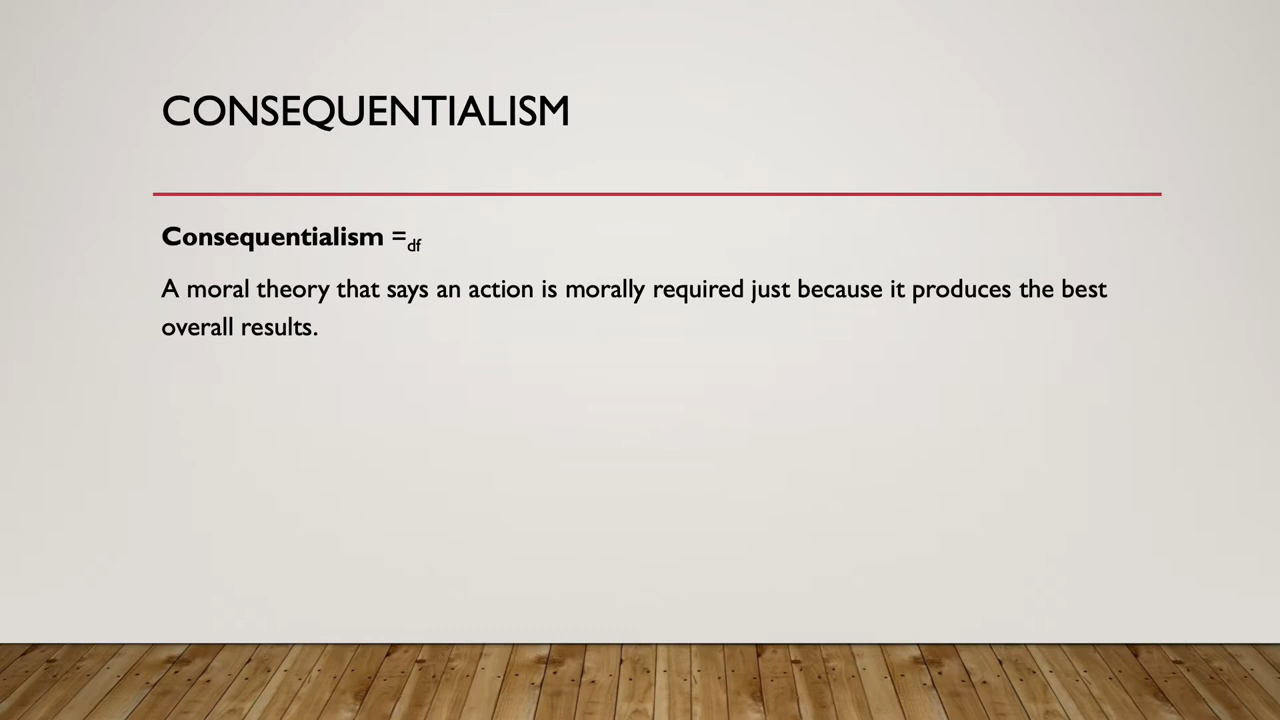 CONSEQUENTIALISM
Consequentialism =df
A moral theory that says an action is morally required just because it produces the best
overall results.